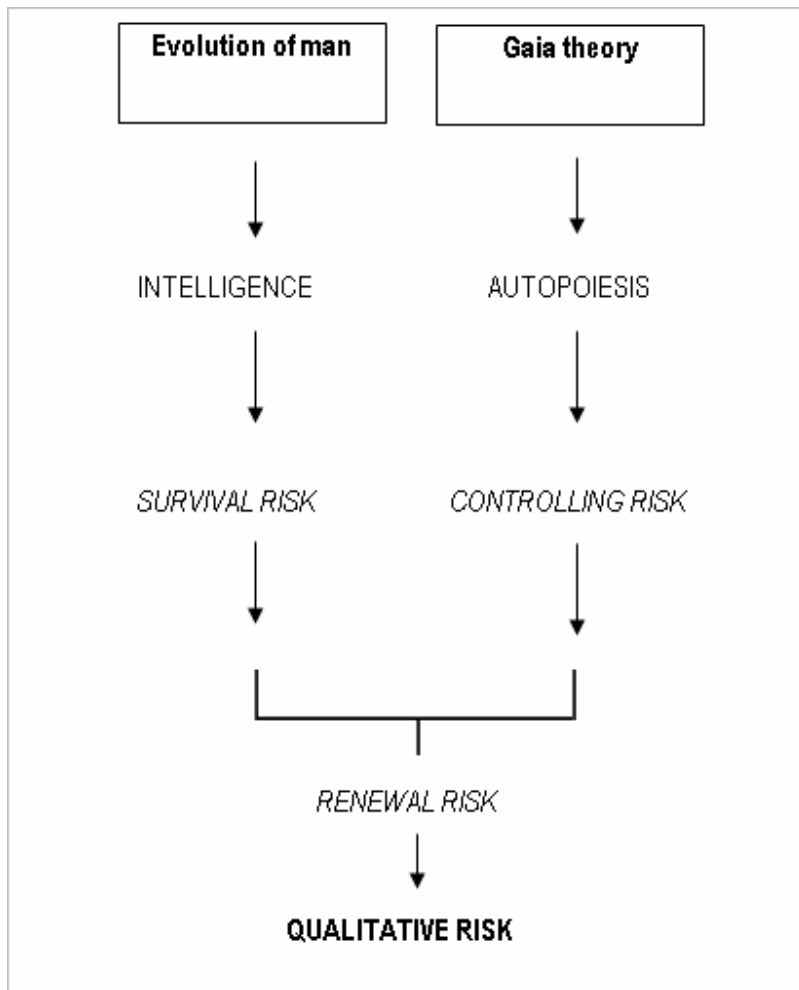 Evolution of man
Gaia theory
INTELLIGENCE
AUTOPOIESIS
SURVIVAL RISK
CONTROLLING RISK
RENEWAL RISK
QUALITATIVE RISK